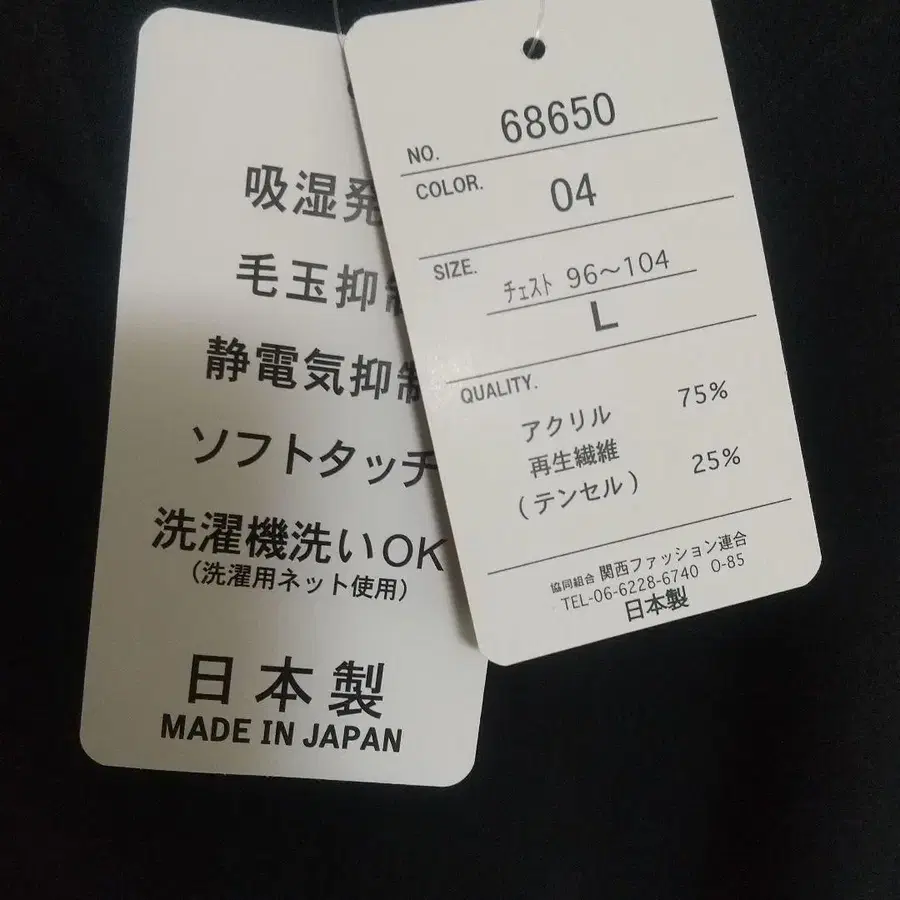 吸湿発
毛玉抑制
静電気抑制
ソフトタッチ
洗濯機洗いOK
(洗濯用ネット使用)
日本製
MADE IN JAPAN
NO. 68650
COLOR. 04
SIZE. チェスト 96～104
L
QUALITY.
アクリル 75%
再生繊維 25%
(テンセル)
協同組合 関西ファッション連合
TEL-06-6228-6740 O-85
日本製